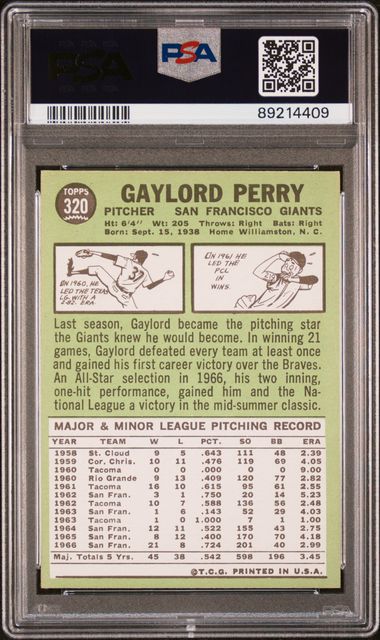 PSA
PSA
89214409
TOPPS
320
GAYLORD PERRY
PITCHER SAN FRANCISCO GIANTS
Ht: 6'4" Wt: 205 Throws: Right Bats: Right
Born: Sept. 15, 1938 Home Williamston, N. C.
IN 1960, HE
LED THE TEXAS
LG. WITH A
2.82 ERA.
ON 1961 HE
LED THE
PCL
IN
WINS.
Last season, Gaylord became the pitching star
the Giants knew he would become. In winning 21
games, Gaylord defeated every team at least once
and gained his first career victory over the Braves.
An All-Star selection in 1966, his two inning,
one-hit performance, gained him and the Na-
tional League a victory in the mid-summer classic.
MAJOR & MINOR LEAGUE PITCHING RECORD
YEAR TEAM W L PCT. SO BB ERA
1958 St. Cloud 9 5 .643 111 48 2.39
1959 Cor. Chris. 10 11 .476 119 69 4.05
1960 Tacoma 0 0 .000 0 0 9.00
1960 Rio Grande 9 13 .409 120 77 2.82
1961 Tacoma 16 10 .615 95 61 2.55
1962 San Fran. 3 1 .750 20 14 5.23
1962 Tacoma 10 7 .588 136 56 2.48
1963 San Fran. 1 6 .143 52 29 4.03
1963 Tacoma 1 0 1.000 7 1 1.00
1964 San Fran. 12 11 .522 155 43 2.75
1965 San Fran. 8 12 .400 170 70 4.18
1966 San Fran. 21 8 .724 201 40 2.99
Maj. Totals 5 Yrs. 45 38 .542 598 196 3.45
©T.C.G. PRINTED IN U.S.A.